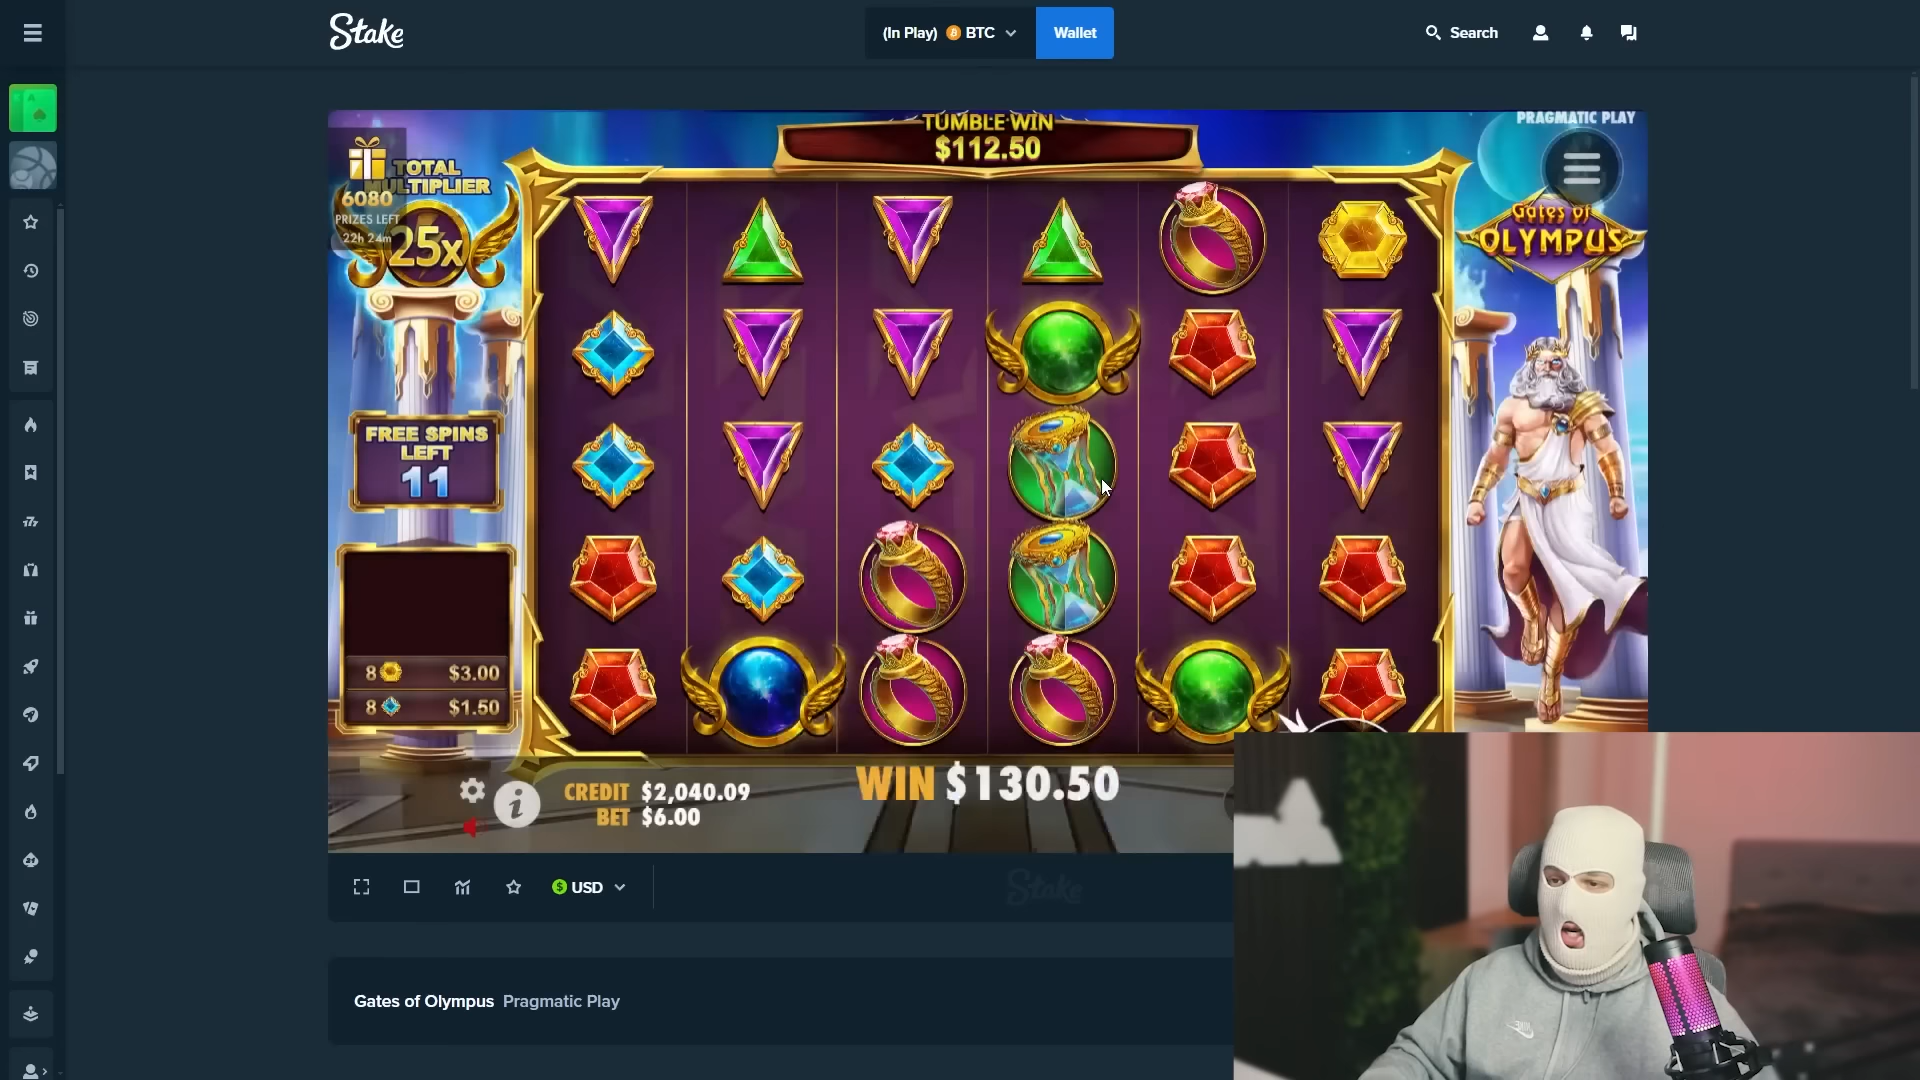 Stake
(In Play) BTC
Wallet
Search
TUMBLE WIN
$112.50
PRAGMATIC PLAY
TOTAL
MULTIPLIER
6080
PRIZES LEFT
22h 24m
25x
Gates of
OLYMPUS
FREE SPINS
LEFT
11
8 $3.00
8 $1.50
CREDIT $2,040.09
BET $6.00
WIN $130.50
USD
Stake
Gates of Olympus Pragmatic Play